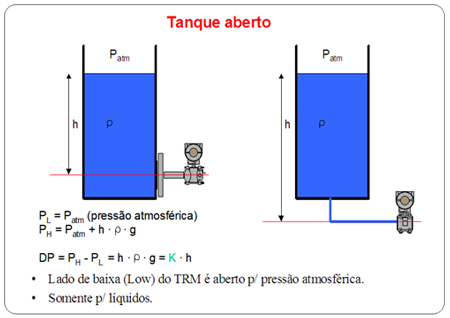 Tanque aberto
Patm
Patm
h
ρ
h
ρ
PL = Patm (pressão atmosférica)
PH = Patm + h · ρ · g
DP = PH - PL = h · ρ · g = K · h
• Lado de baixa (Low) do TRM é aberto p/ pressão atmosférica.
• Somente p/ líquidos.